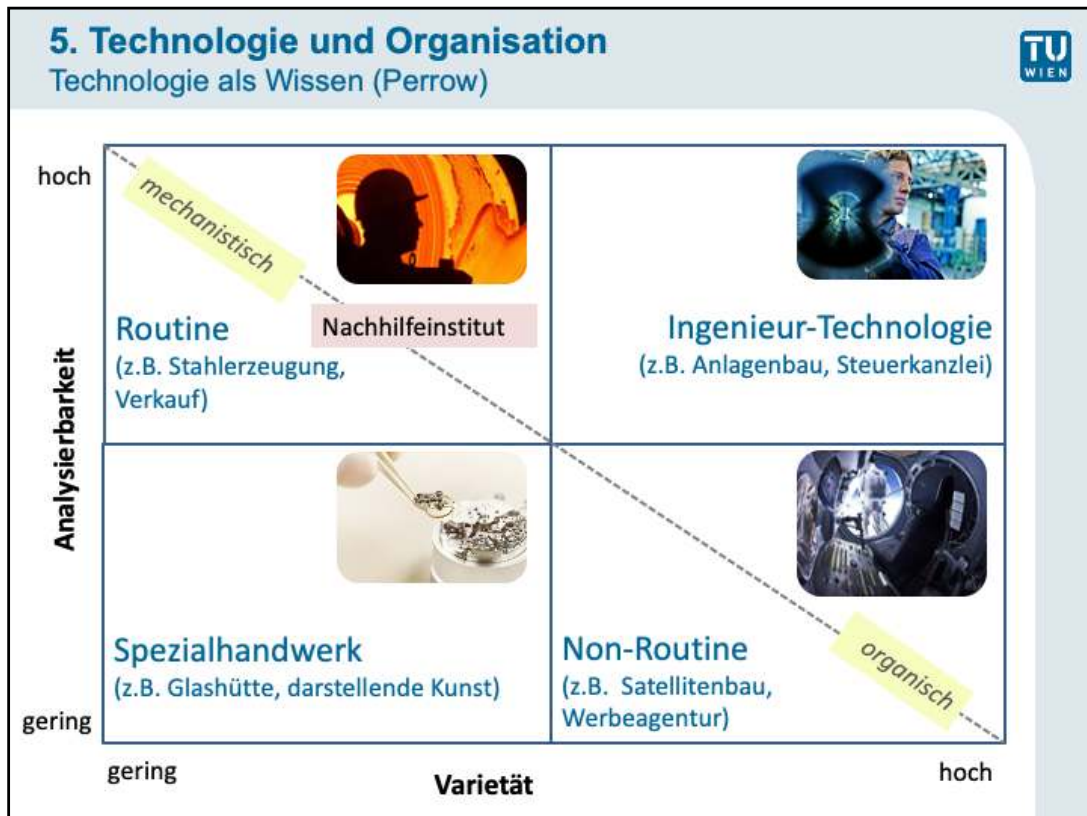 5. Technologie und Organisation
Technologie als Wissen (Perrow)
TU
WIEN
hoch
mechanistisch
Nachhilfeinstitut
Routine
(z.B. Stahlerzeugung,
Verkauf)
Ingenieur-Technologie
(z.B. Anlagenbau, Steuerkanzlei)
Analysierbarkeit
Spezialhandwerk
(z.B. Glashütte, darstellende Kunst)
Non-Routine
(z.B. Satellitenbau,
Werbeagentur)
organisch
gering
gering
Varietät
hoch